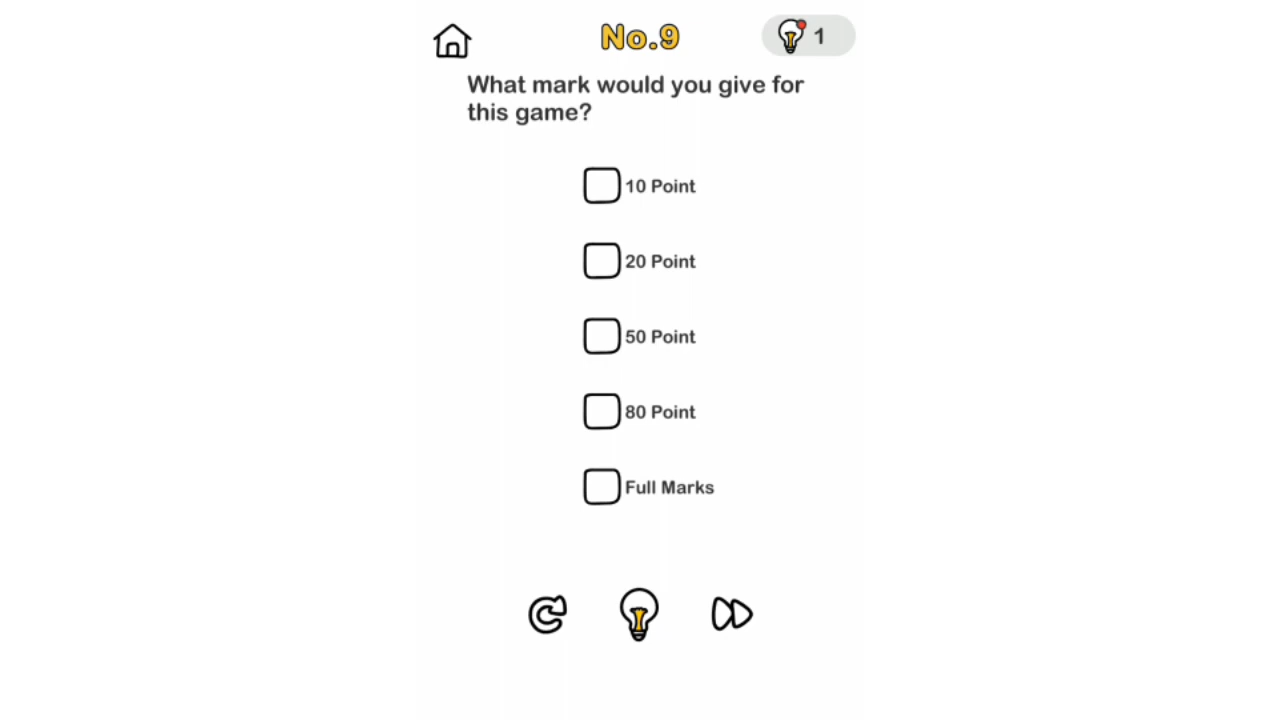 No.9
1
What mark would you give for
this game?
10 Point
20 Point
50 Point
80 Point
Full Marks